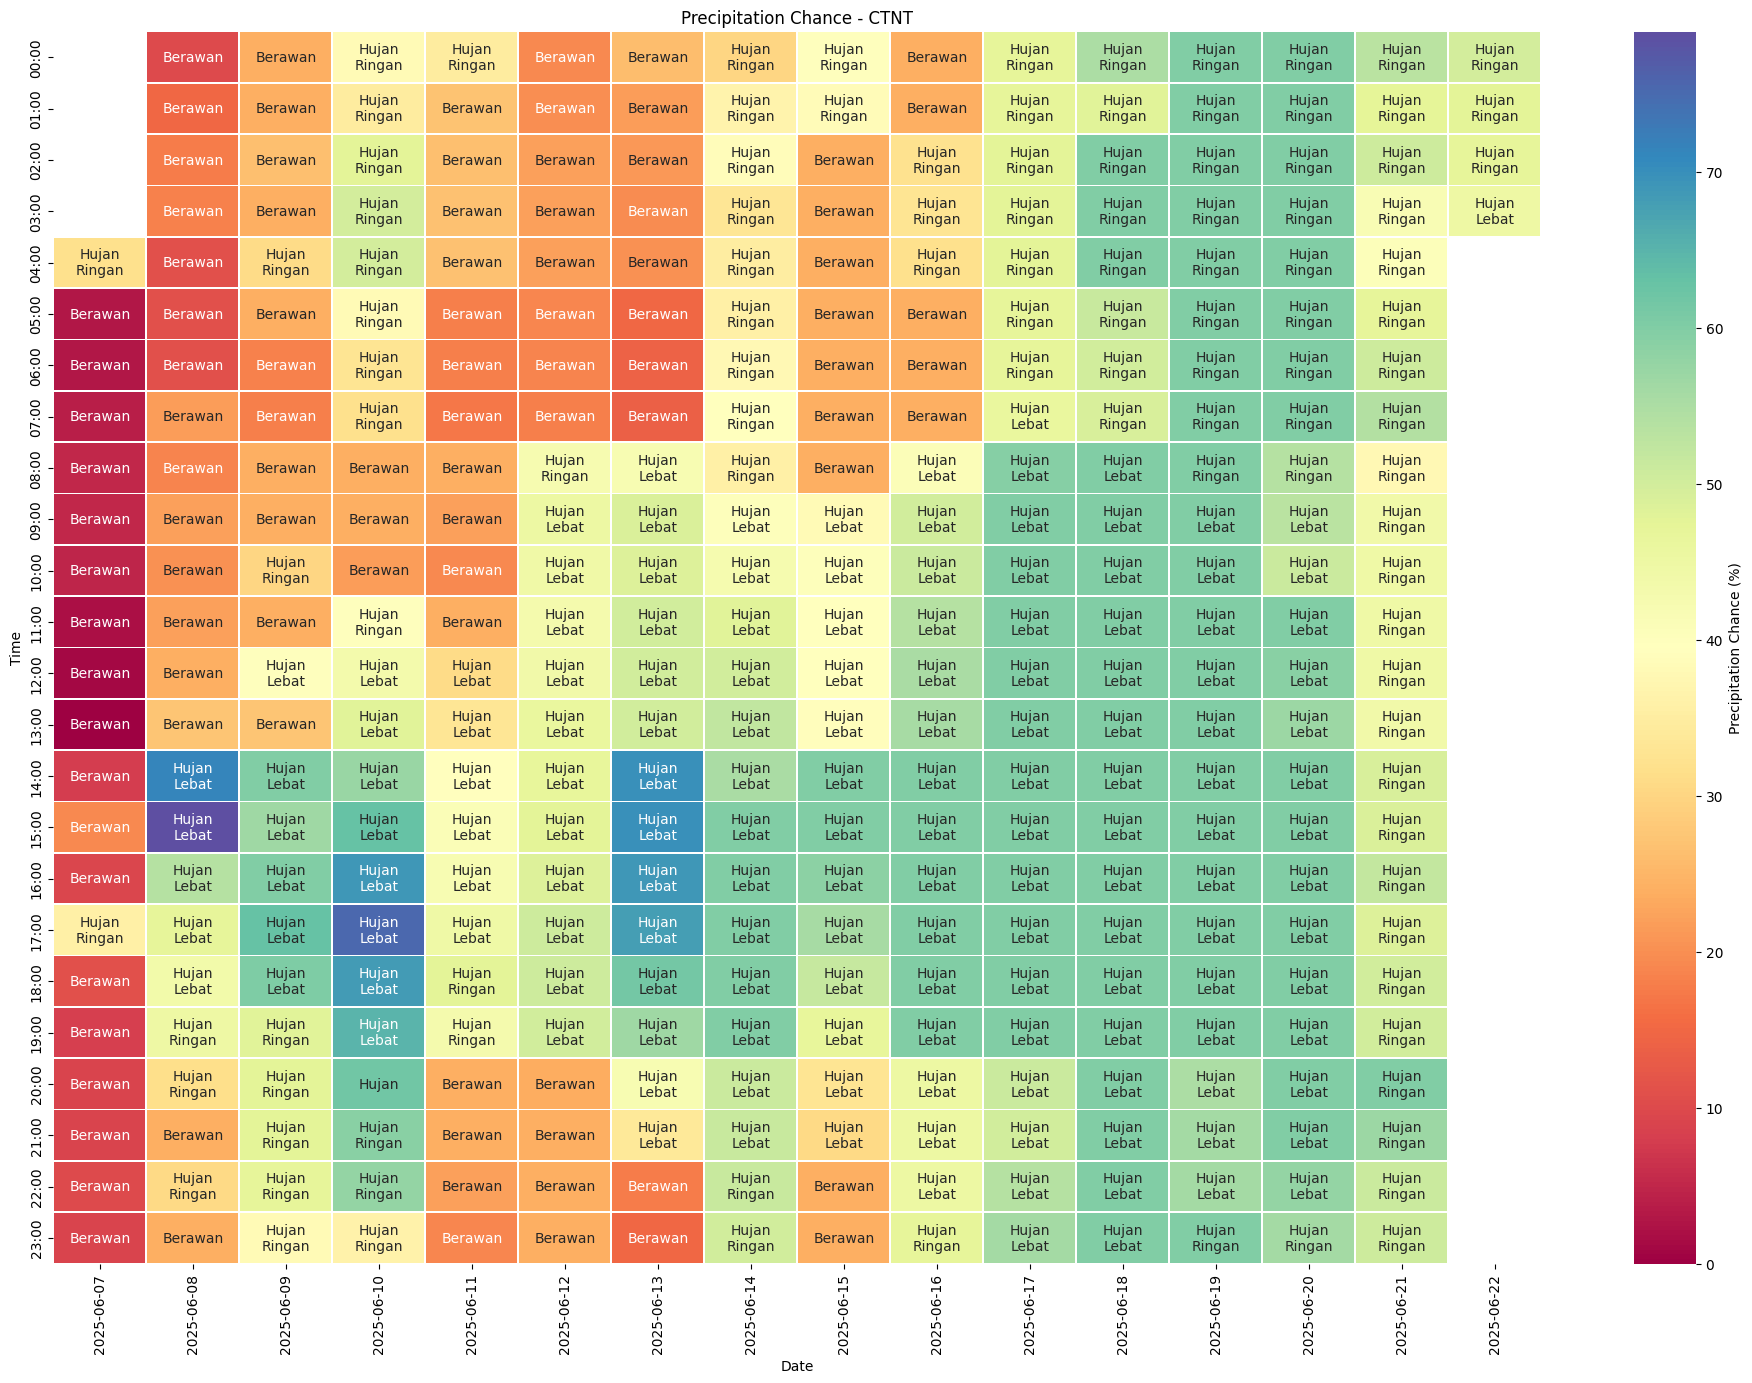 Precipitation Chance - CTNT
00:00 Berawan Berawan Hujan Ringan Hujan Ringan Berawan Berawan Hujan Ringan Hujan Ringan Berawan Hujan Ringan Hujan Ringan Hujan Ringan Hujan Ringan Hujan Ringan Hujan Ringan
01:00 Berawan Berawan Hujan Ringan Berawan Berawan Berawan Hujan Ringan Hujan Ringan Berawan Hujan Ringan Hujan Ringan Hujan Ringan Hujan Ringan Hujan Ringan Hujan Ringan
02:00 Berawan Berawan Hujan Ringan Berawan Berawan Berawan Hujan Ringan Berawan Hujan Ringan Hujan Ringan Hujan Ringan Hujan Ringan Hujan Ringan Hujan Ringan Hujan Ringan
03:00 Berawan Berawan Hujan Ringan Berawan Berawan Berawan Hujan Ringan Berawan Hujan Ringan Hujan Ringan Hujan Ringan Hujan Ringan Hujan Ringan Hujan Ringan Hujan Lebat
04:00 Hujan Ringan Berawan Hujan Ringan Hujan Ringan Berawan Berawan Berawan Hujan Ringan Berawan Hujan Ringan Hujan Ringan Hujan Ringan Hujan Ringan Hujan Ringan Hujan Ringan
05:00 Berawan Berawan Berawan Hujan Ringan Berawan Berawan Berawan Hujan Ringan Berawan Berawan Hujan Ringan Hujan Ringan Hujan Ringan Hujan Ringan Hujan Ringan
06:00 Berawan Berawan Berawan Hujan Ringan Berawan Berawan Berawan Hujan Ringan Berawan Berawan Hujan Ringan Hujan Ringan Hujan Ringan Hujan Ringan Hujan Ringan
07:00 Berawan Berawan Berawan Hujan Ringan Berawan Berawan Berawan Hujan Ringan Berawan Berawan Hujan Lebat Hujan Ringan Hujan Ringan Hujan Ringan Hujan Ringan
08:00 Berawan Berawan Berawan Berawan Berawan Hujan Ringan Hujan Lebat Hujan Ringan Berawan Hujan Lebat Hujan Lebat Hujan Lebat Hujan Ringan Hujan Ringan Hujan Ringan
09:00 Berawan Berawan Berawan Berawan Berawan Hujan Lebat Hujan Lebat Hujan Lebat Hujan Lebat Hujan Lebat Hujan Lebat Hujan Lebat Hujan Lebat Hujan Lebat Hujan Ringan
10:00 Berawan Berawan Hujan Ringan Berawan Berawan Hujan Lebat Hujan Lebat Hujan Lebat Hujan Lebat Hujan Lebat Hujan Lebat Hujan Lebat Hujan Lebat Hujan Lebat Hujan Ringan
11:00 Berawan Berawan Berawan Hujan Ringan Berawan Hujan Lebat Hujan Lebat Hujan Lebat Hujan Lebat Hujan Lebat Hujan Lebat Hujan Lebat Hujan Lebat Hujan Lebat Hujan Ringan
12:00 Berawan Berawan Hujan Lebat Hujan Lebat Hujan Lebat Hujan Lebat Hujan Lebat Hujan Lebat Hujan Lebat Hujan Lebat Hujan Lebat Hujan Lebat Hujan Lebat Hujan Lebat Hujan Ringan
13:00 Berawan Berawan Berawan Hujan Lebat Hujan Lebat Hujan Lebat Hujan Lebat Hujan Lebat Hujan Lebat Hujan Lebat Hujan Lebat Hujan Lebat Hujan Lebat Hujan Lebat Hujan Ringan
14:00 Berawan Hujan Lebat Hujan Lebat Hujan Lebat Hujan Lebat Hujan Lebat Hujan Lebat Hujan Lebat Hujan Lebat Hujan Lebat Hujan Lebat Hujan Lebat Hujan Lebat Hujan Lebat Hujan Ringan
15:00 Berawan Hujan Lebat Hujan Lebat Hujan Lebat Hujan Lebat Hujan Lebat Hujan Lebat Hujan Lebat Hujan Lebat Hujan Lebat Hujan Lebat Hujan Lebat Hujan Lebat Hujan Lebat Hujan Ringan
16:00 Berawan Hujan Lebat Hujan Lebat Hujan Lebat Hujan Lebat Hujan Lebat Hujan Lebat Hujan Lebat Hujan Lebat Hujan Lebat Hujan Lebat Hujan Lebat Hujan Lebat Hujan Lebat Hujan Ringan
17:00 Hujan Ringan Hujan Lebat Hujan Lebat Hujan Lebat Hujan Lebat Hujan Lebat Hujan Lebat Hujan Lebat Hujan Lebat Hujan Lebat Hujan Lebat Hujan Lebat Hujan Lebat Hujan Lebat Hujan Ringan
18:00 Berawan Hujan Lebat Hujan Lebat Hujan Lebat Hujan Ringan Hujan Lebat Hujan Lebat Hujan Lebat Hujan Lebat Hujan Lebat Hujan Lebat Hujan Lebat Hujan Lebat Hujan Lebat Hujan Ringan
19:00 Berawan Hujan Ringan Hujan Ringan Hujan Lebat Hujan Ringan Hujan Lebat Hujan Lebat Hujan Lebat Hujan Lebat Hujan Lebat Hujan Lebat Hujan Lebat Hujan Lebat Hujan Lebat Hujan Ringan
20:00 Berawan Hujan Ringan Hujan Ringan Hujan Berawan Berawan Hujan Lebat Hujan Lebat Hujan Lebat Hujan Lebat Hujan Lebat Hujan Lebat Hujan Lebat Hujan Lebat Hujan Ringan
21:00 Berawan Berawan Hujan Ringan Hujan Ringan Berawan Berawan Hujan Lebat Hujan Lebat Hujan Lebat Hujan Lebat Hujan Lebat Hujan Lebat Hujan Lebat Hujan Lebat Hujan Ringan
22:00 Berawan Hujan Ringan Hujan Ringan Hujan Ringan Berawan Berawan Berawan Hujan Ringan Berawan Hujan Lebat Hujan Lebat Hujan Lebat Hujan Lebat Hujan Lebat Hujan Ringan
23:00 Berawan Berawan Hujan Ringan Hujan Ringan Berawan Berawan Berawan Hujan Ringan Berawan Hujan Ringan Hujan Lebat Hujan Lebat Hujan Ringan Hujan Ringan Hujan Ringan
Time
2025-06-07 2025-06-08 2025-06-09 2025-06-10 2025-06-11 2025-06-12 2025-06-13 2025-06-14 2025-06-15 2025-06-16 2025-06-17 2025-06-18 2025-06-19 2025-06-20 2025-06-21 2025-06-22
Date
70
60
50
40
30
20
10
0
Precipitation Chance (%)